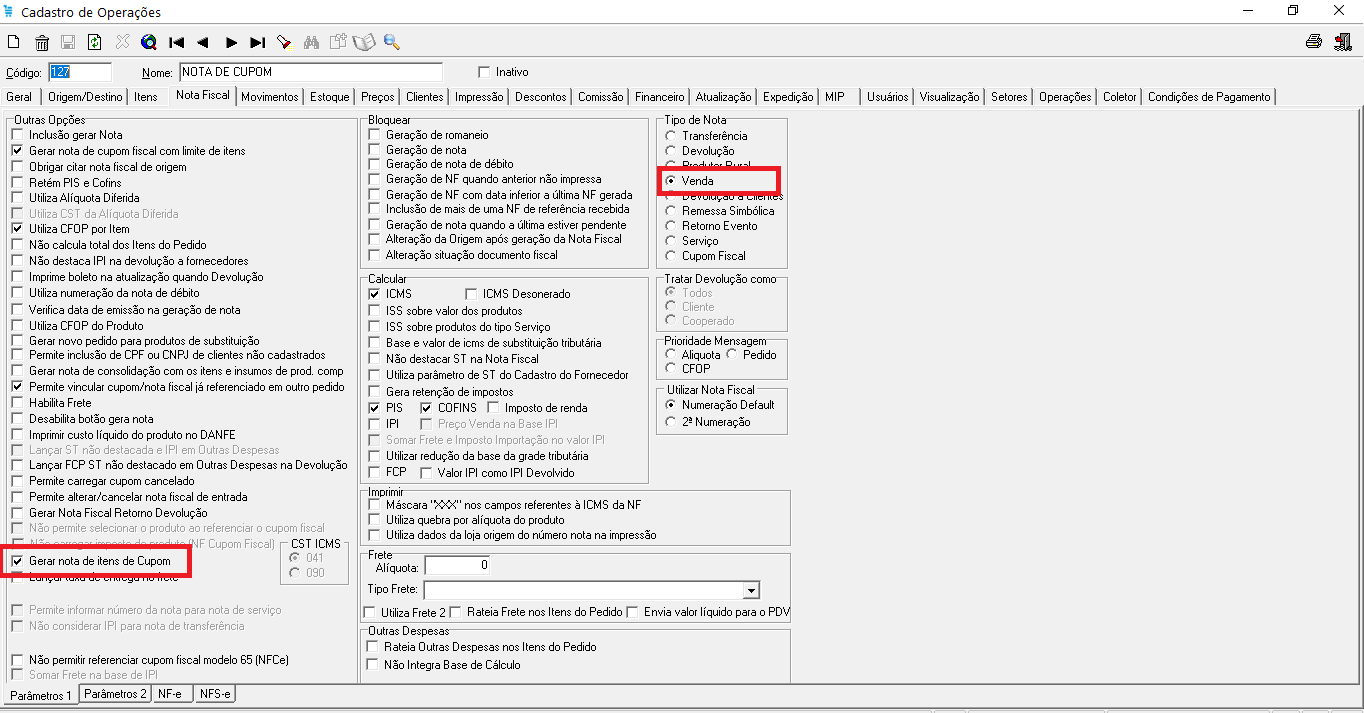 Cadastro de Operações
Código: 127 Nome: NOTA DE CUPOM Inativo
Geral Origem/Destino Itens Nota Fiscal Movimentos Estoque Preços Clientes Impressão Descontos Comissão Financeiro Atualização Expedição MIP Usuários Visualização Setores Operações Coletor Condições de Pagamento
Outras Opções
Inclusão gerar Nota
Gerar nota de cupom fiscal com limite de itens
Obrigar citar nota fiscal de origem
Retém PIS e Cofins
Utiliza Alíquota Diferida
Utiliza CST da Alíquota Diferida
Utiliza CFOP por Item
Não calcula total dos Itens do Pedido
Não destaca IPI na devolução a fornecedores
Imprime boleto na atualização quando Devolução
Utiliza numeração da nota de débito
Verifica data de emissão na geração de nota
Utiliza CFOP do Produto
Gerar novo pedido para produtos de substituição
Permite inclusão de CPF ou CNPJ de clientes não cadastrados
Gerar nota de consolidação com os itens e insumos de prod. comp
Permite vincular cupom/nota fiscal já referenciado em outro pedido
Habilita Frete
Desabilita botão gera nota
Imprimir custo líquido do produto no DANFE
Lançar ST não destacada e IPI em Outras Despesas
Lançar FCP ST não destacado em Outras Despesas na Devolução
Permite carregar cupom cancelado
Permite alterar/cancelar nota fiscal de entrada
Gerar Nota Fiscal Retorno Devolução
Não permite selecionar o produto ao referenciar o cupom fiscal
Não carregar imposto do produto (NF Cupom Fiscal)
CST ICMS
041
090
Gerar nota de itens de Cupom
Lançar taxa de entrega no frete
Permite informar número da nota para nota de serviço
Não considerar IPI para nota de transferência
Não permitir referenciar cupom fiscal modelo 65 (NFCe)
Somar Frete na base de IPI
Bloquear
Geração de romaneio
Geração de nota
Geração de nota de débito
Geração de NF quando anterior não impressa
Geração de NF com data inferior a última NF gerada
Inclusão de mais de uma NF de referência recebida
Geração de nota quando a última estiver pendente
Alteração da Origem após geração da Nota Fiscal
Alteração situação documento fiscal
Calcular
ICMS ICMS Desonerado
ISS sobre valor dos produtos
ISS sobre produtos do tipo Serviço
Base e valor de icms de substituição tributária
Não destacar ST na Nota Fiscal
Utiliza parâmetro de ST do Cadastro do Fornecedor
Gera retenção de impostos
PIS COFINS Imposto de renda
IPI Preço Venda na Base IPI
Somar Frete e Imposto Importação no valor IPI
Utilizar redução da base da grade tributária
FCP Valor IPI como IPI Devolvido
Imprimir
Máscara "XXX" nos campos referentes à ICMS da NF
Utiliza quebra por alíquota do produto
Utiliza dados da loja origem do número nota na impressão
Frete
Alíquota: 0
Tipo Frete:
Utiliza Frete 2 Rateia Frete nos Itens do Pedido Envia valor líquido para o PDV
Outras Despesas
Rateia Outras Despesas nos Itens do Pedido
Não Integra Base de Cálculo
Tipo de Nota
Transferência
Devolução
Produtor Rural
Venda
Devolução a Clientes
Remessa Simbólica
Retorno Evento
Serviço
Cupom Fiscal
Tratar Devolução como
Todos
Cliente
Cooperado
Prioridade Mensagem
Aliquota Pedido
CFOP
Utilizar Nota Fiscal
Numeração Default
2ª Numeração
Parâmetros 1 Parâmetros 2 NF-e NFS-e